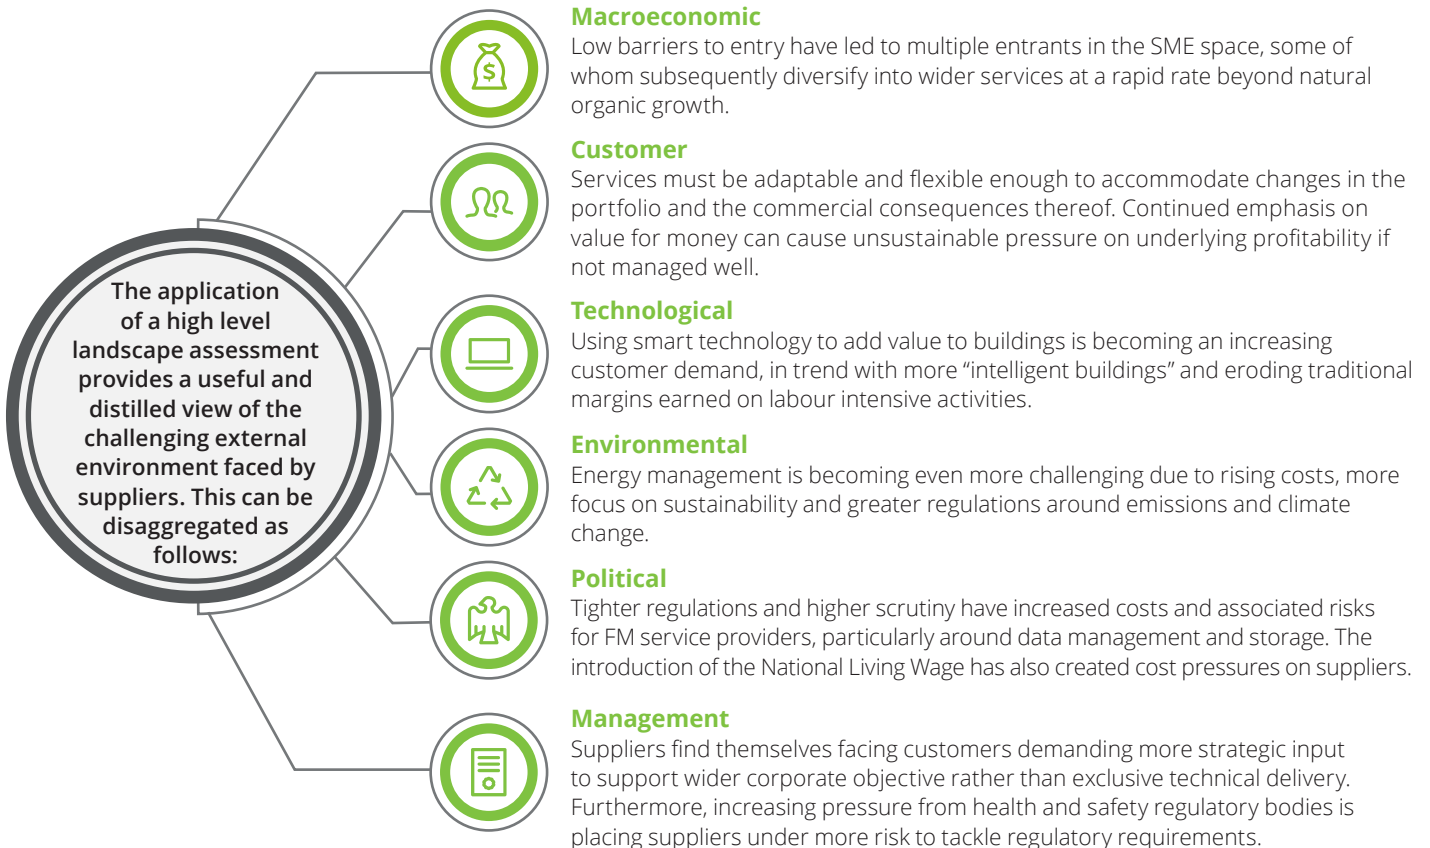 The application
of a high level
landscape assessment
provides a useful and
distilled view of the
challenging external
environment faced by
suppliers. This can be
disaggregated as
follows:
$
Macroeconomic
Low barriers to entry have led to multiple entrants in the SME space, some of
whom subsequently diversify into wider services at a rapid rate beyond natural
organic growth.
Customer
Services must be adaptable and flexible enough to accommodate changes in the
portfolio and the commercial consequences thereof. Continued emphasis on
value for money can cause unsustainable pressure on underlying profitability if
not managed well.
Technological
Using smart technology to add value to buildings is becoming an increasing
customer demand, in trend with more “intelligent buildings” and eroding traditional
margins earned on labour intensive activities.
Environmental
Energy management is becoming even more challenging due to rising costs, more
focus on sustainability and greater regulations around emissions and climate
change.
Political
Tighter regulations and higher scrutiny have increased costs and associated risks
for FM service providers, particularly around data management and storage. The
introduction of the National Living Wage has also created cost pressures on suppliers.
Management
Suppliers find themselves facing customers demanding more strategic input
to support wider corporate objective rather than exclusive technical delivery.
Furthermore, increasing pressure from health and safety regulatory bodies is
placing suppliers under more risk to tackle regulatory requirements.